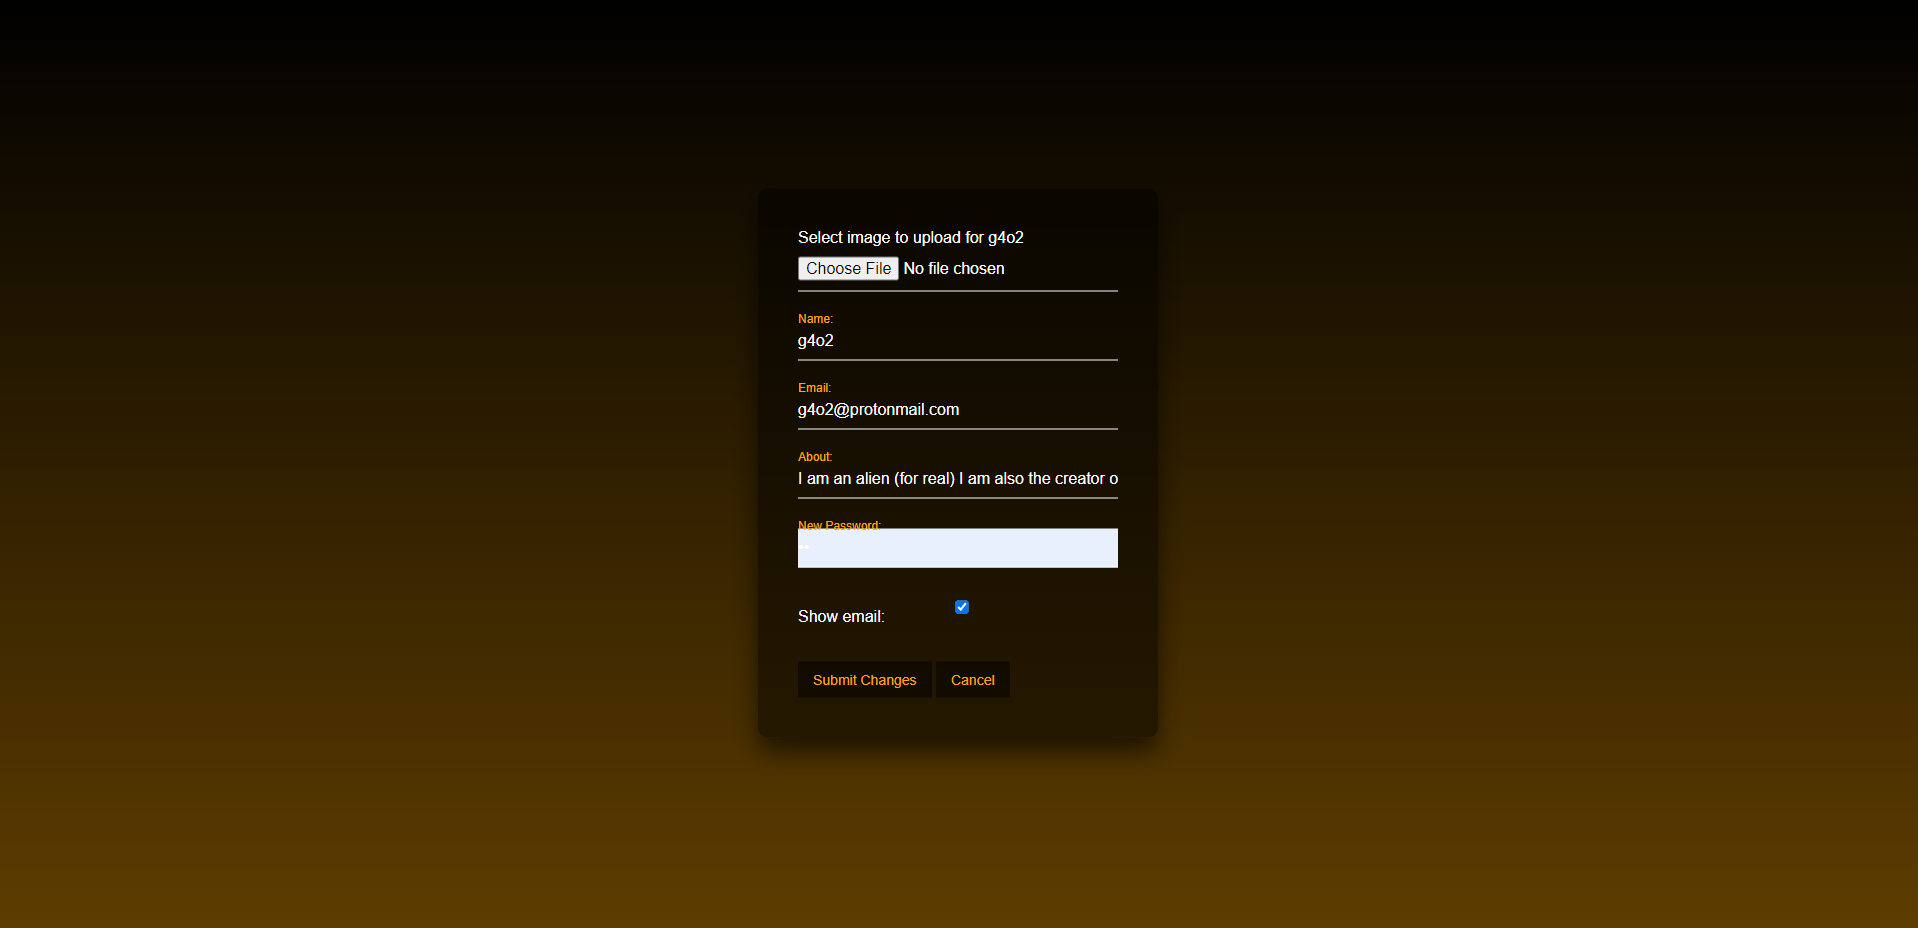 Select image to upload for g4o2
Choose File No file chosen
Name:
g4o2
Email:
g4o2@protonmail.com
About:
I am an alien (for real) I am also the creator o
New Password:
••
Show email:
Submit Changes Cancel